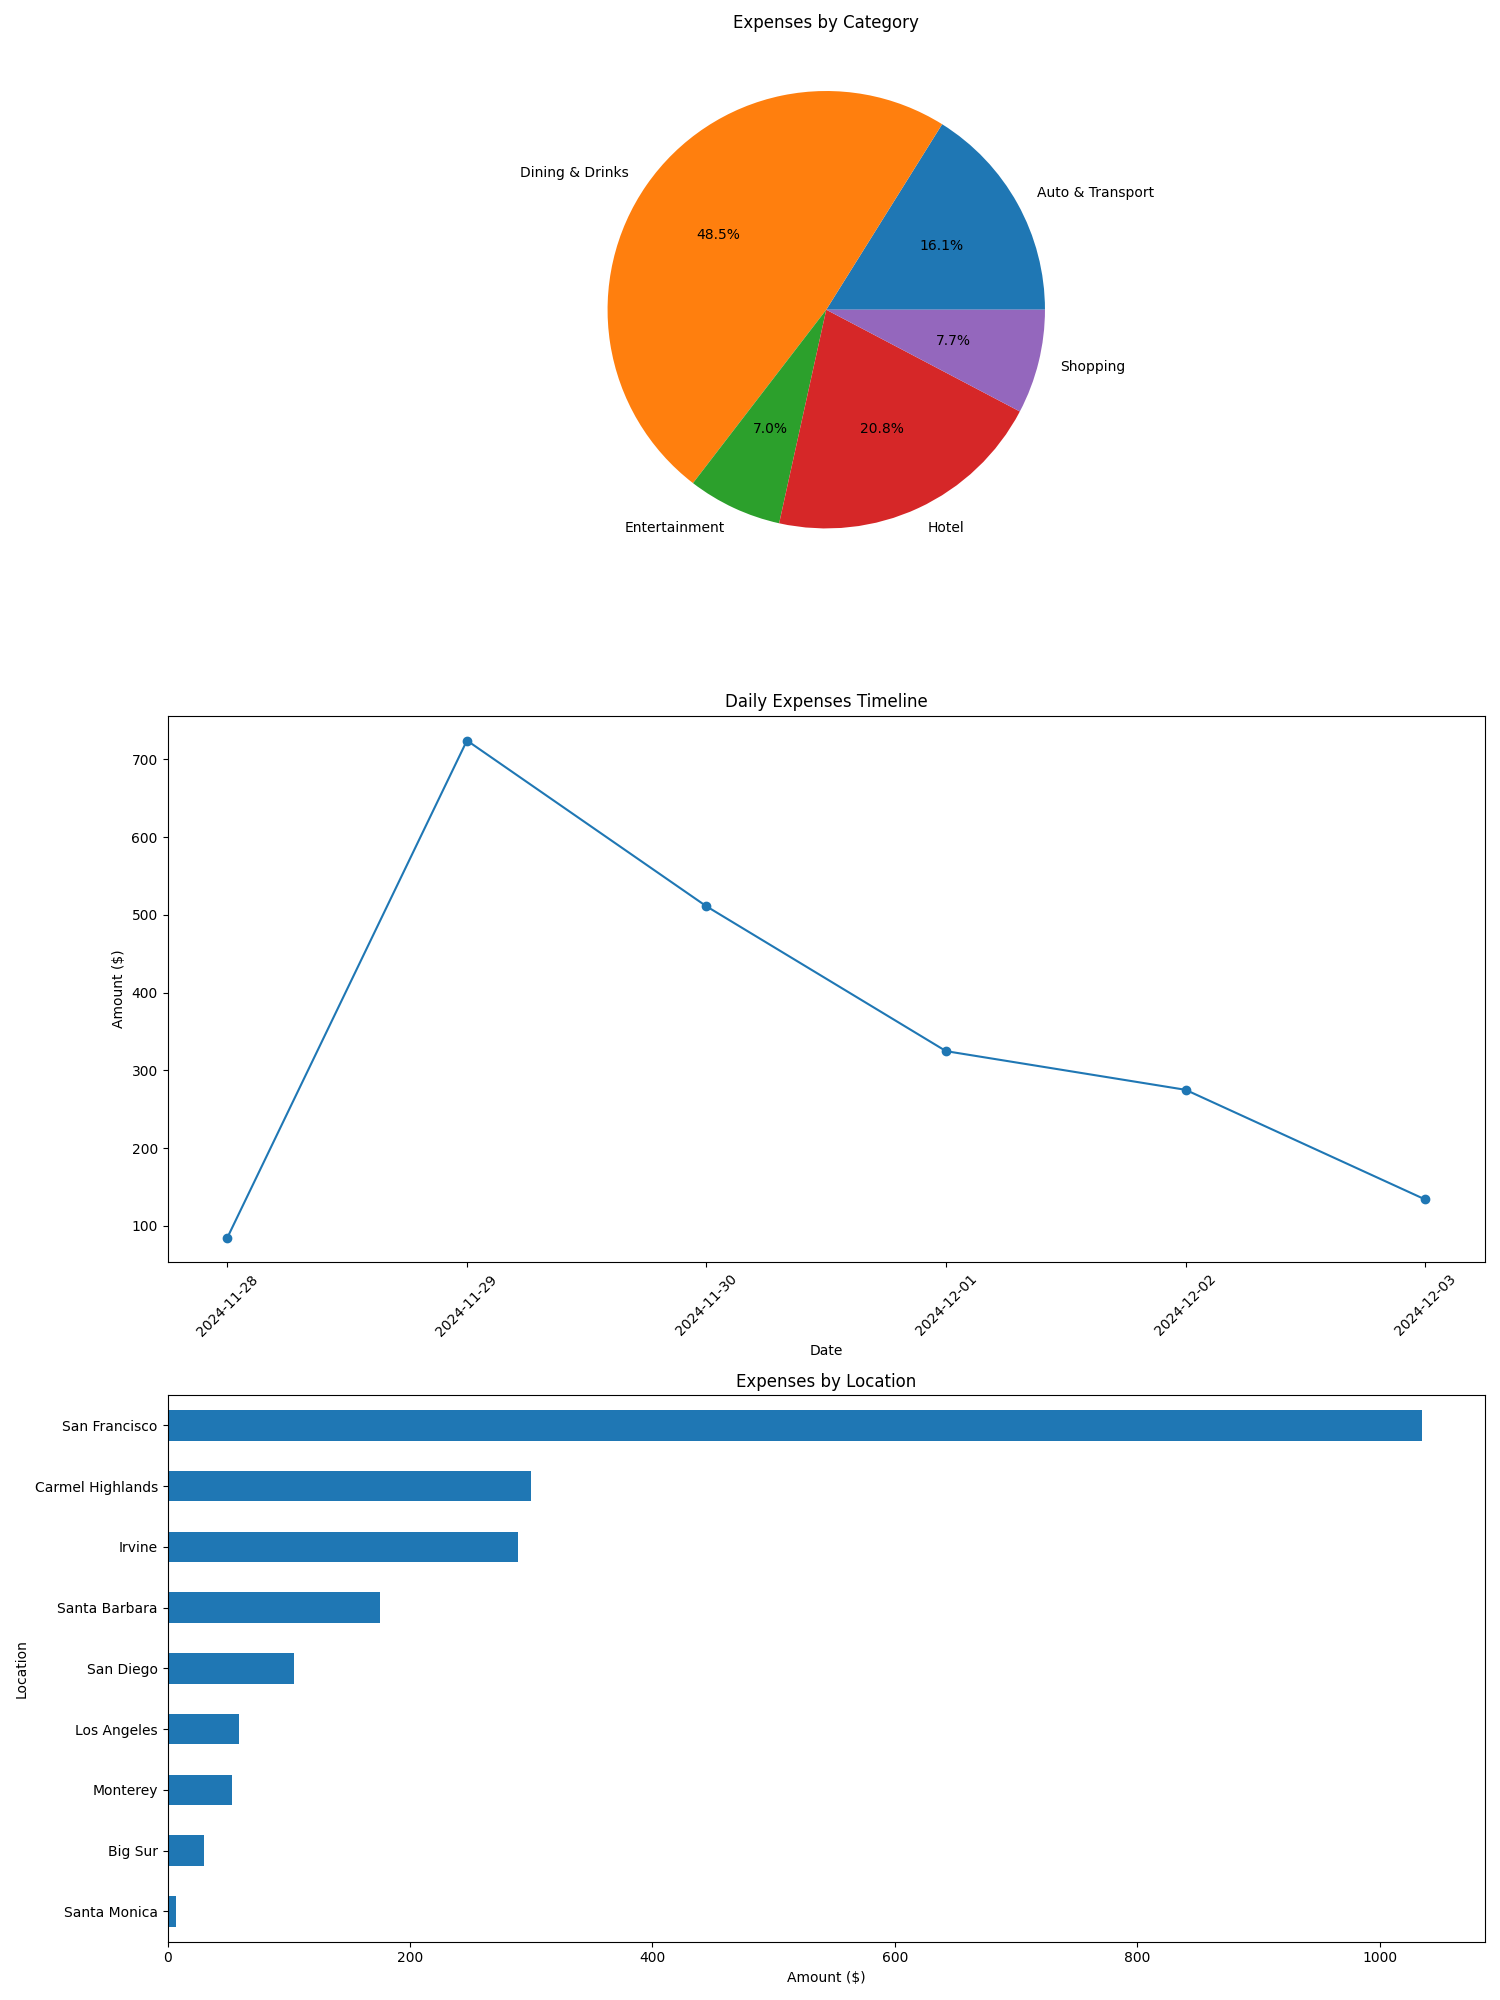 Expenses by Category
Dining & Drinks
Auto & Transport
48.5%
16.1%
7.7%
Shopping
7.0%
20.8%
Entertainment
Hotel
Daily Expenses Timeline
700
600
500
400
300
200
100
Amount ($)
2024-11-28
2024-11-29
2024-11-30
2024-12-01
2024-12-02
2024-12-03
Date
Expenses by Location
San Francisco
Carmel Highlands
Irvine
Santa Barbara
San Diego
Los Angeles
Monterey
Big Sur
Santa Monica
Location
0
200
400
600
800
1000
Amount ($)